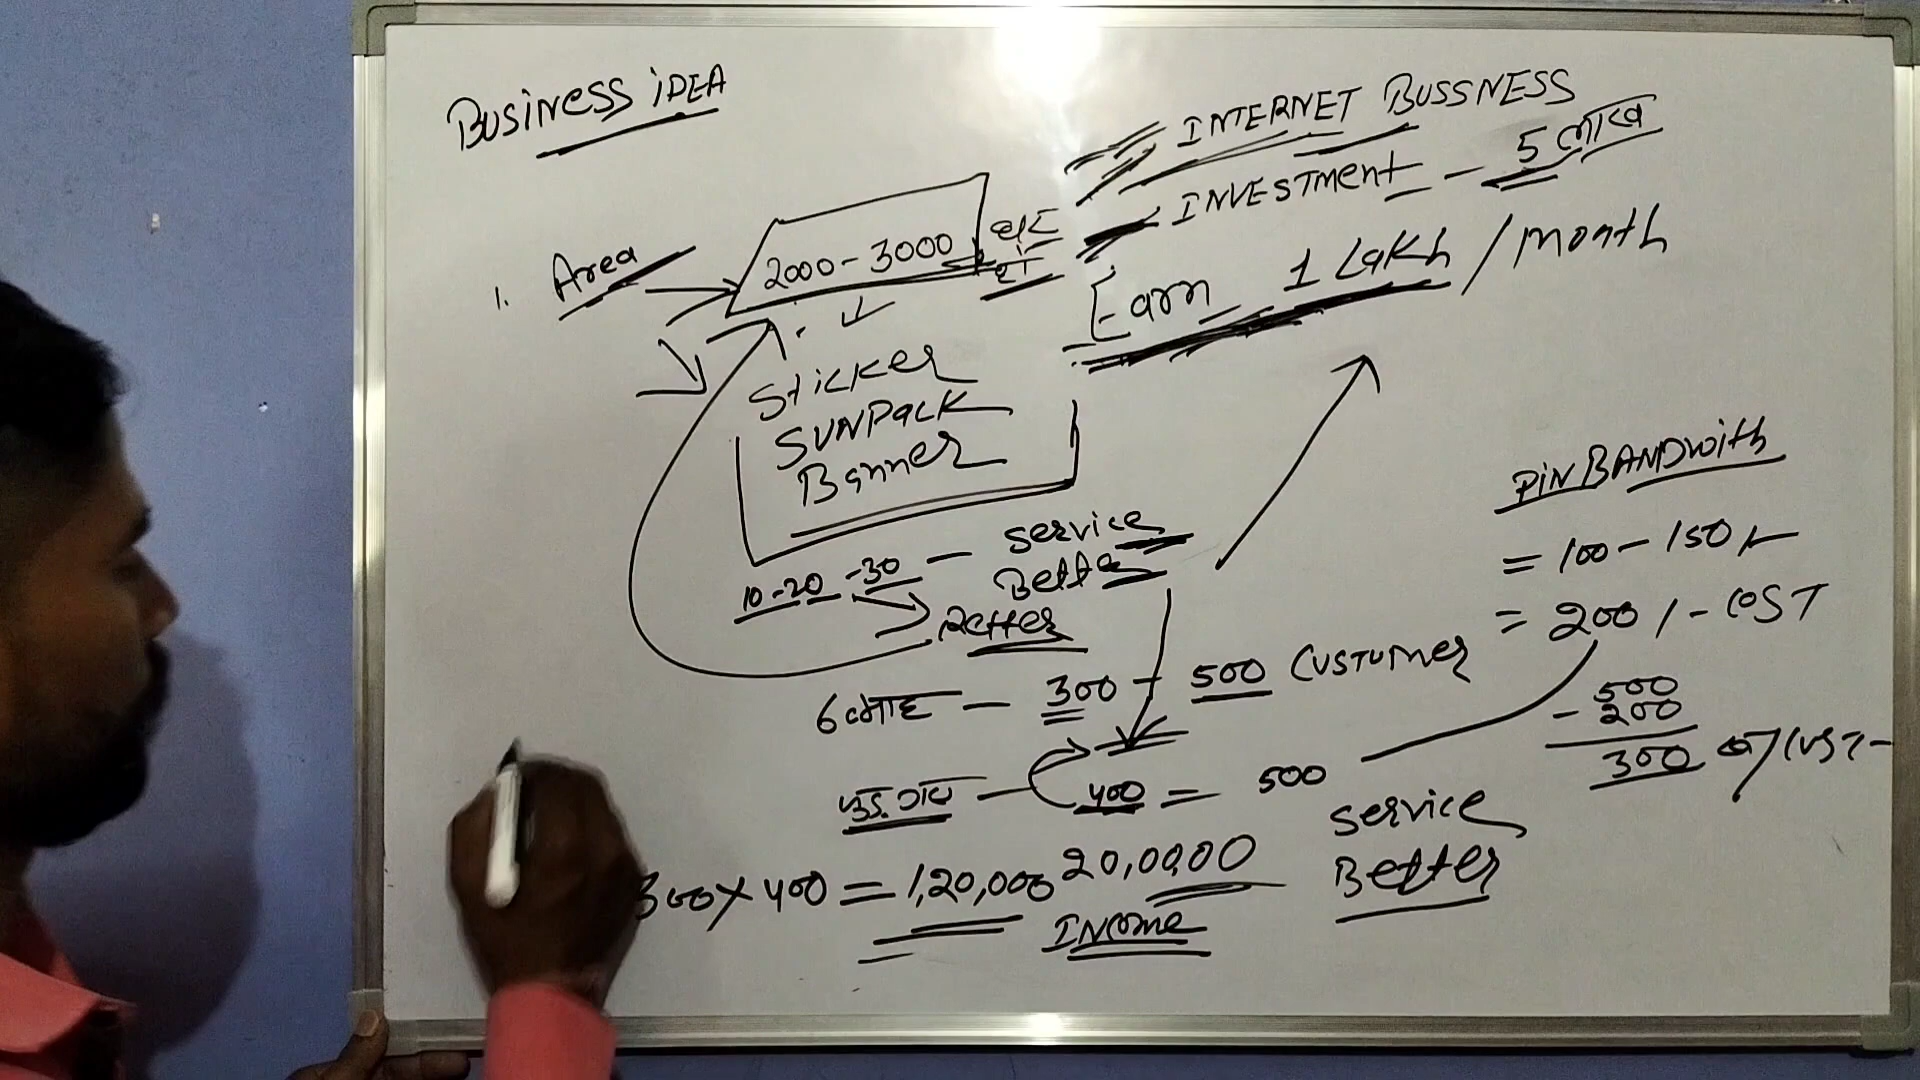 BUSINESS iDEA
INTERNET BUSSNESS
INVESTMENT - 5 लाख
Earn 1 Lakh / Month
1. Area
2000 - 3000 घर
Sticker
SUNPACK
Banner
10-20-30 - Service
Better
Better
PIN BANDWITH
= 100 - 150 /-
= 200 /- COST
6 माह - 300 - 500 CUSTUMER
500
- 200
300
400 = 500
Service
Better
300 X 400 = 1,20,000
20,0000
INCOME